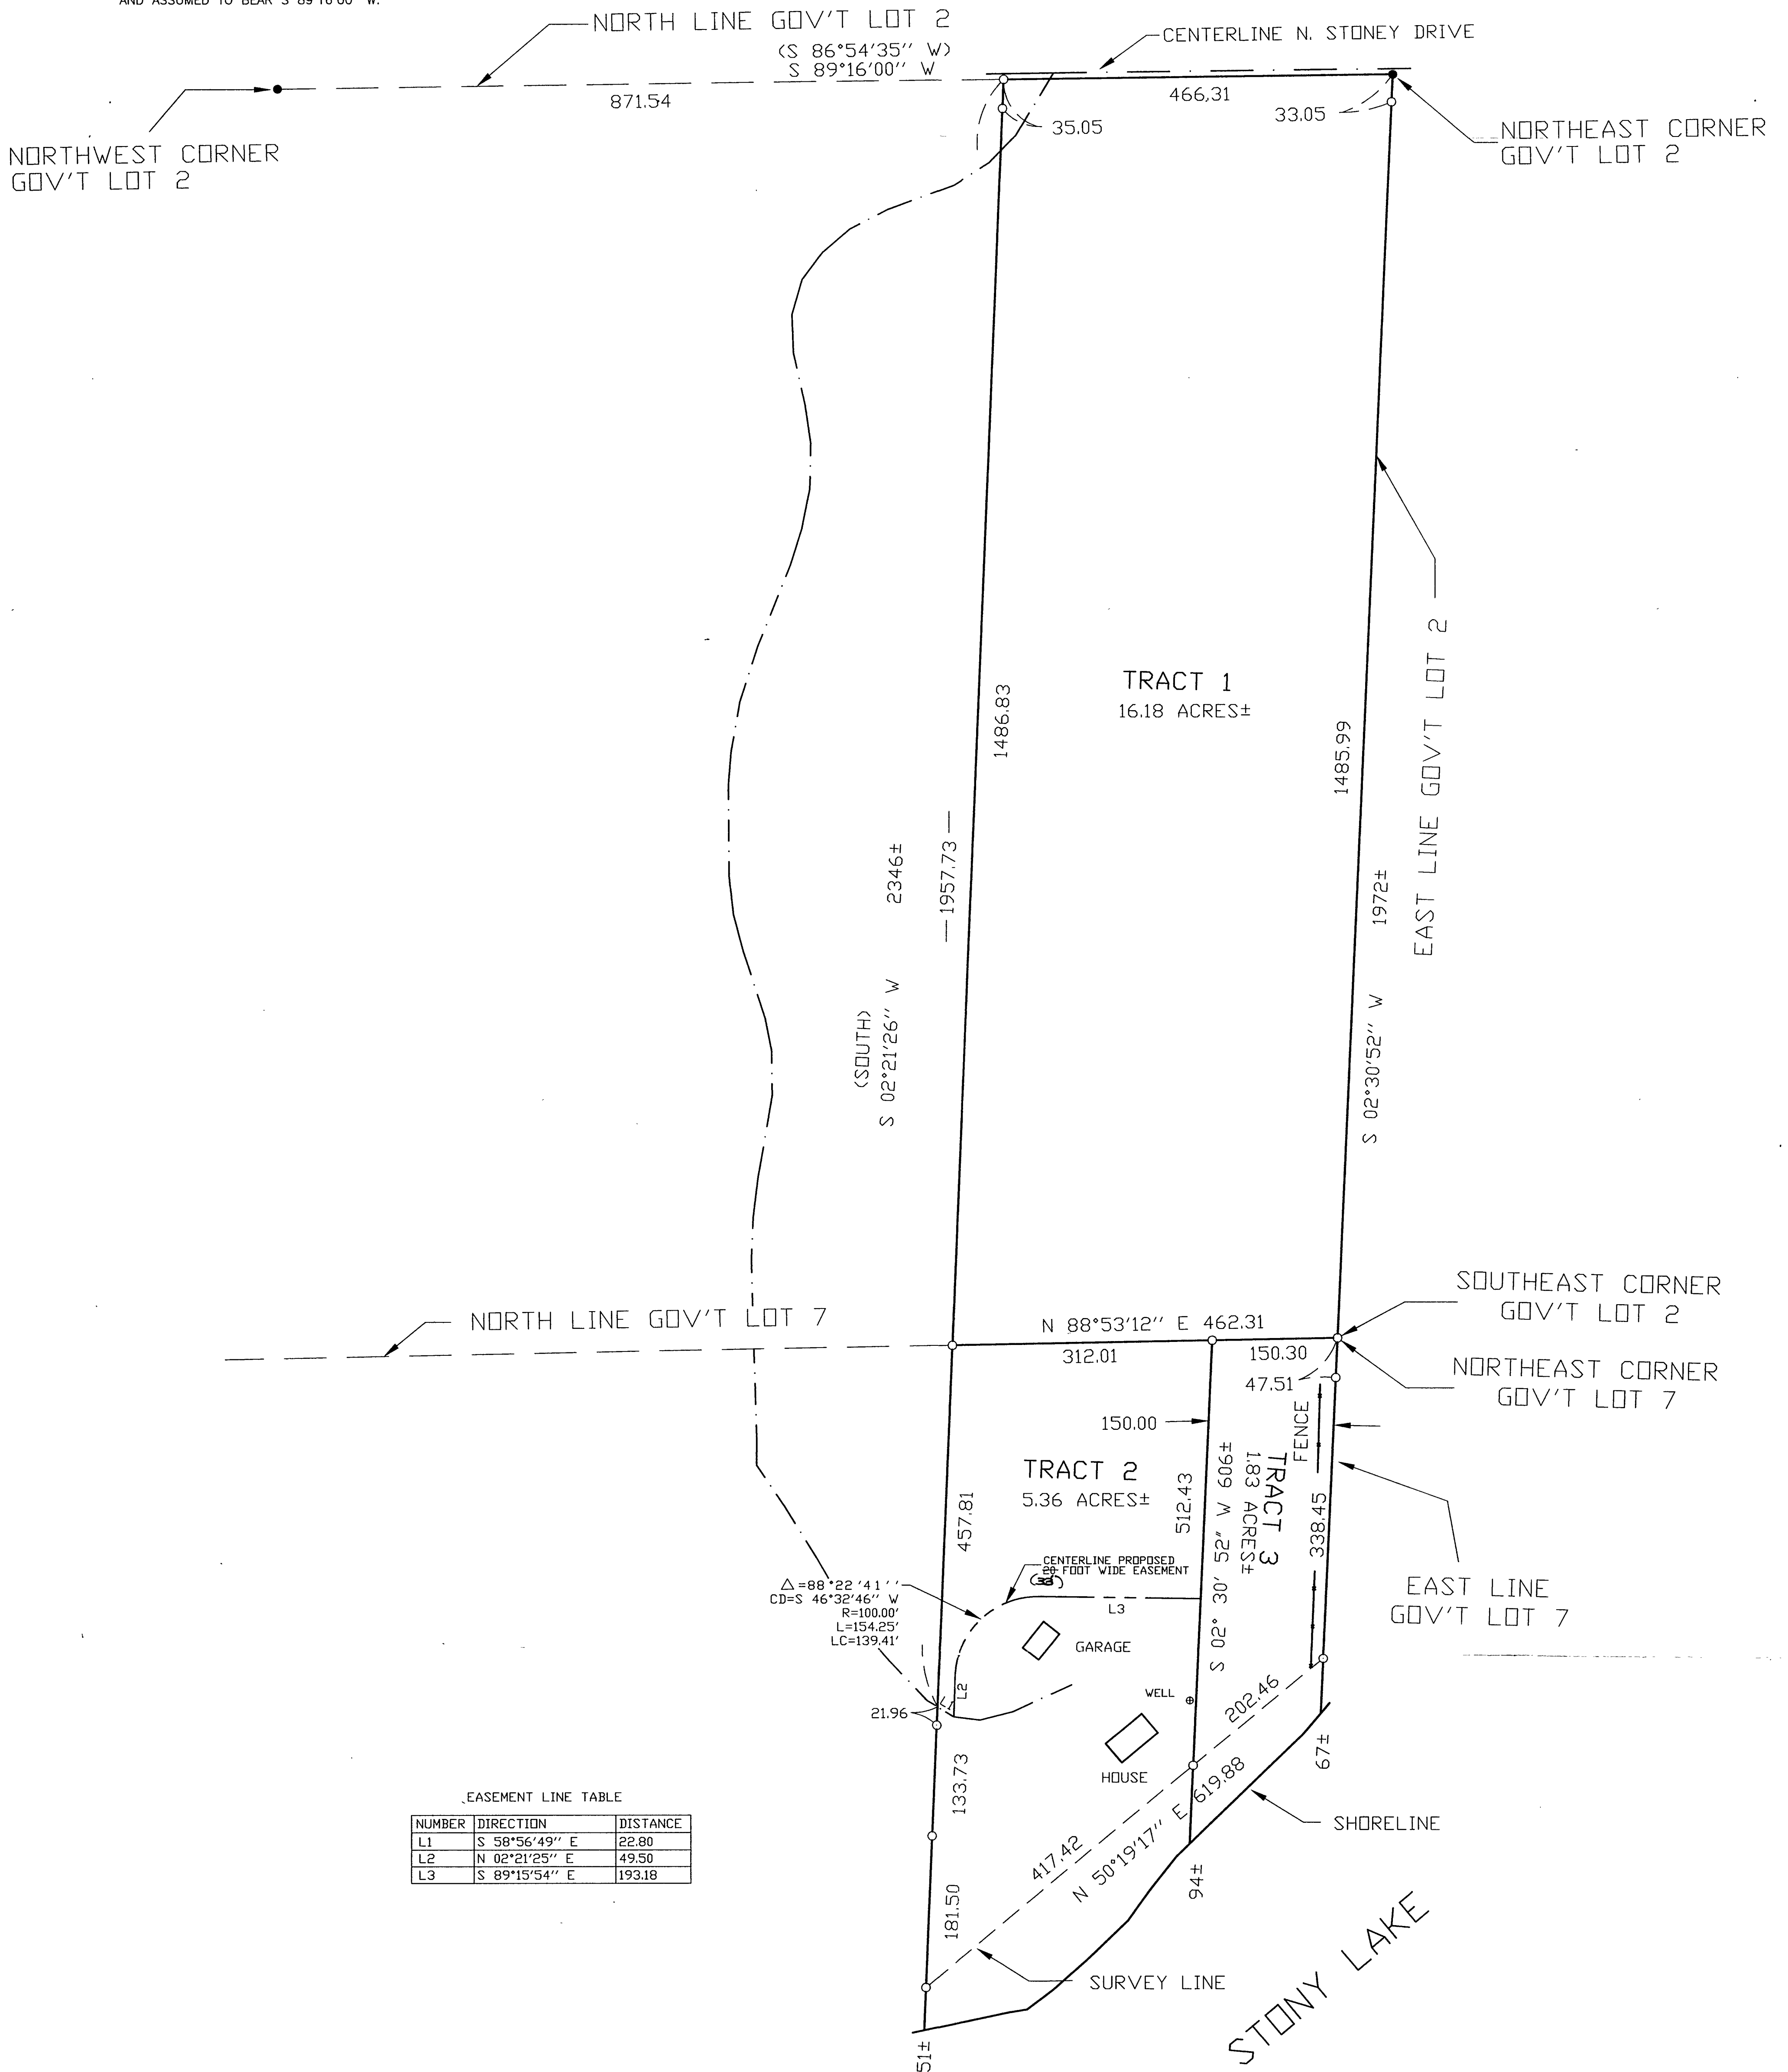 AND ASSUMED TO BEAR S 89°16'00" W.
NORTH LINE GOV'T LOT 2
(S 86°54'35" W)
S 89°16'00" W
CENTERLINE N. STONEY DRIVE
871.54
466.31
35.05
33.05
NORTHWEST CORNER
GOV'T LOT 2
NORTHEAST CORNER
GOV'T LOT 2
TRACT 1
16.18 ACRES±
1486.83
1485.99
EAST LINE GOV'T LOT 2
—1957.73—
2346±
1972±
(SOUTH)
S 02°21'26" W
S 02°30'52" W
SOUTHEAST CORNER
GOV'T LOT 2
NORTH LINE GOV'T LOT 7
N 88°53'12" E 462.31
312.01
150.30
47.51
NORTHEAST CORNER
GOV'T LOT 7
150.00
FENCE
TRACT 2
5.36 ACRES±
TRACT 3
1.83 ACRES±
S 02° 30' 52" W 609±
457.81
512.43
338.45
CENTERLINE PROPOSED
20 FOOT WIDE EASEMENT
△=88°22'41''
CD=S 46°32'46" W
R=100.00'
L=154.25'
LC=139.41'
L3
GARAGE
EAST LINE
GOV'T LOT 7
L1
L2
WELL
21.96
202.46
67±
133.73
HOUSE
N 50°19'17" E 619.88
417.42
SHORELINE
94±
181.50
SURVEY LINE
STONY LAKE
51±
EASEMENT LINE TABLE
NUMBER DIRECTION DISTANCE
L1 S 58°56'49" E 22.80
L2 N 02°21'25" E 49.50
L3 S 89°15'54" E 193.18